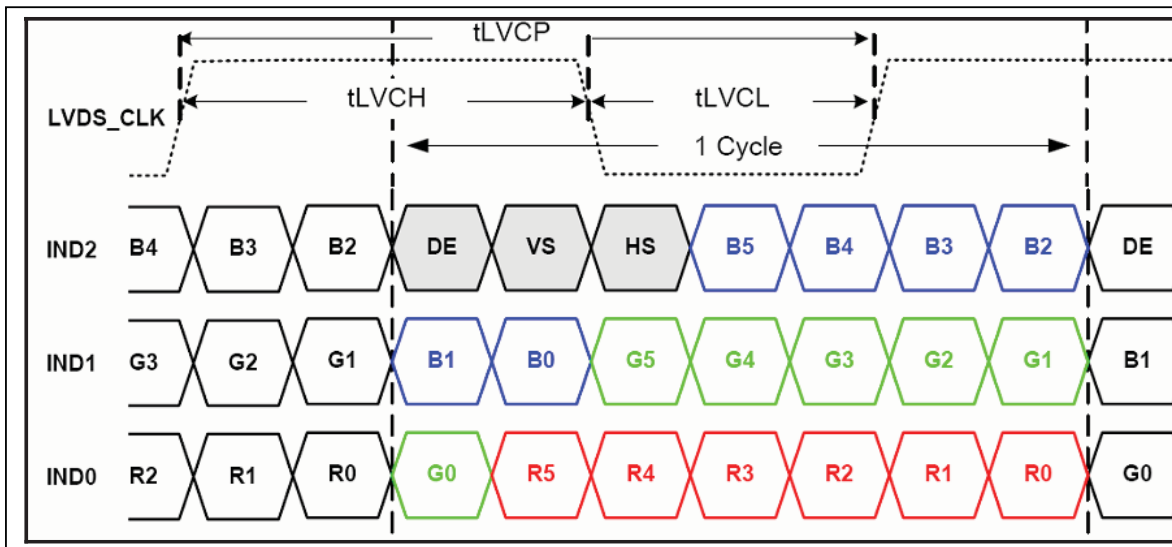 tLVCP
tLVCH tLVCL
LVDS_CLK
1 Cycle
IND2 B4 B3 B2 DE VS HS B5 B4 B3 B2 DE
IND1 G3 G2 G1 B1 B0 G5 G4 G3 G2 G1 B1
IND0 R2 R1 R0 G0 R5 R4 R3 R2 R1 R0 G0